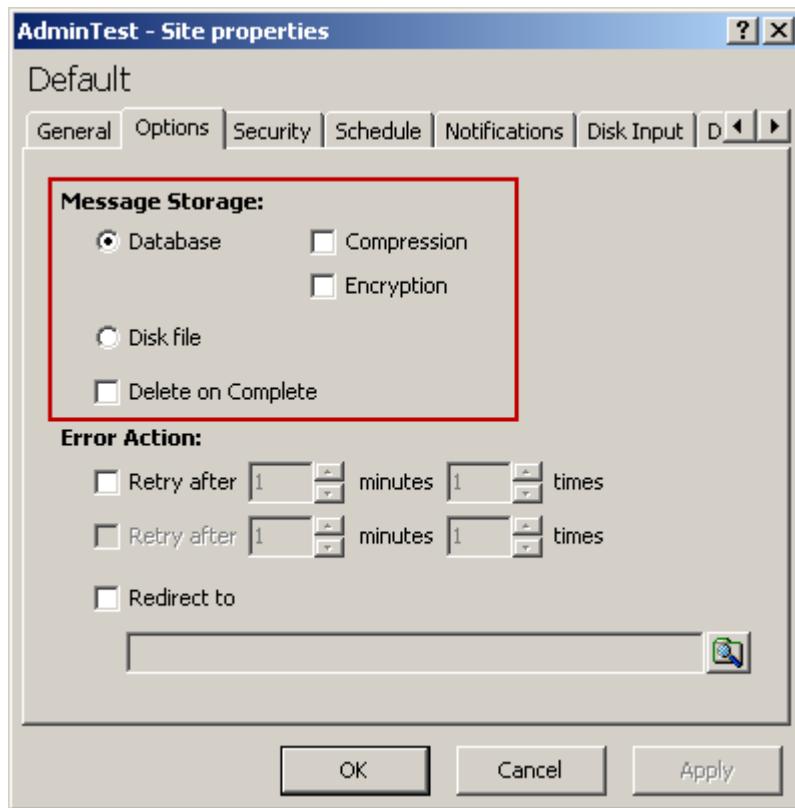 AdminTest - Site properties
Default
General Options Security Schedule Notifications Disk Input D
Message Storage:
Database Compression
Encryption
Disk file
Delete on Complete
Error Action:
Retry after 1 minutes 1 times
Retry after 1 minutes 1 times
Redirect to
OK Cancel Apply